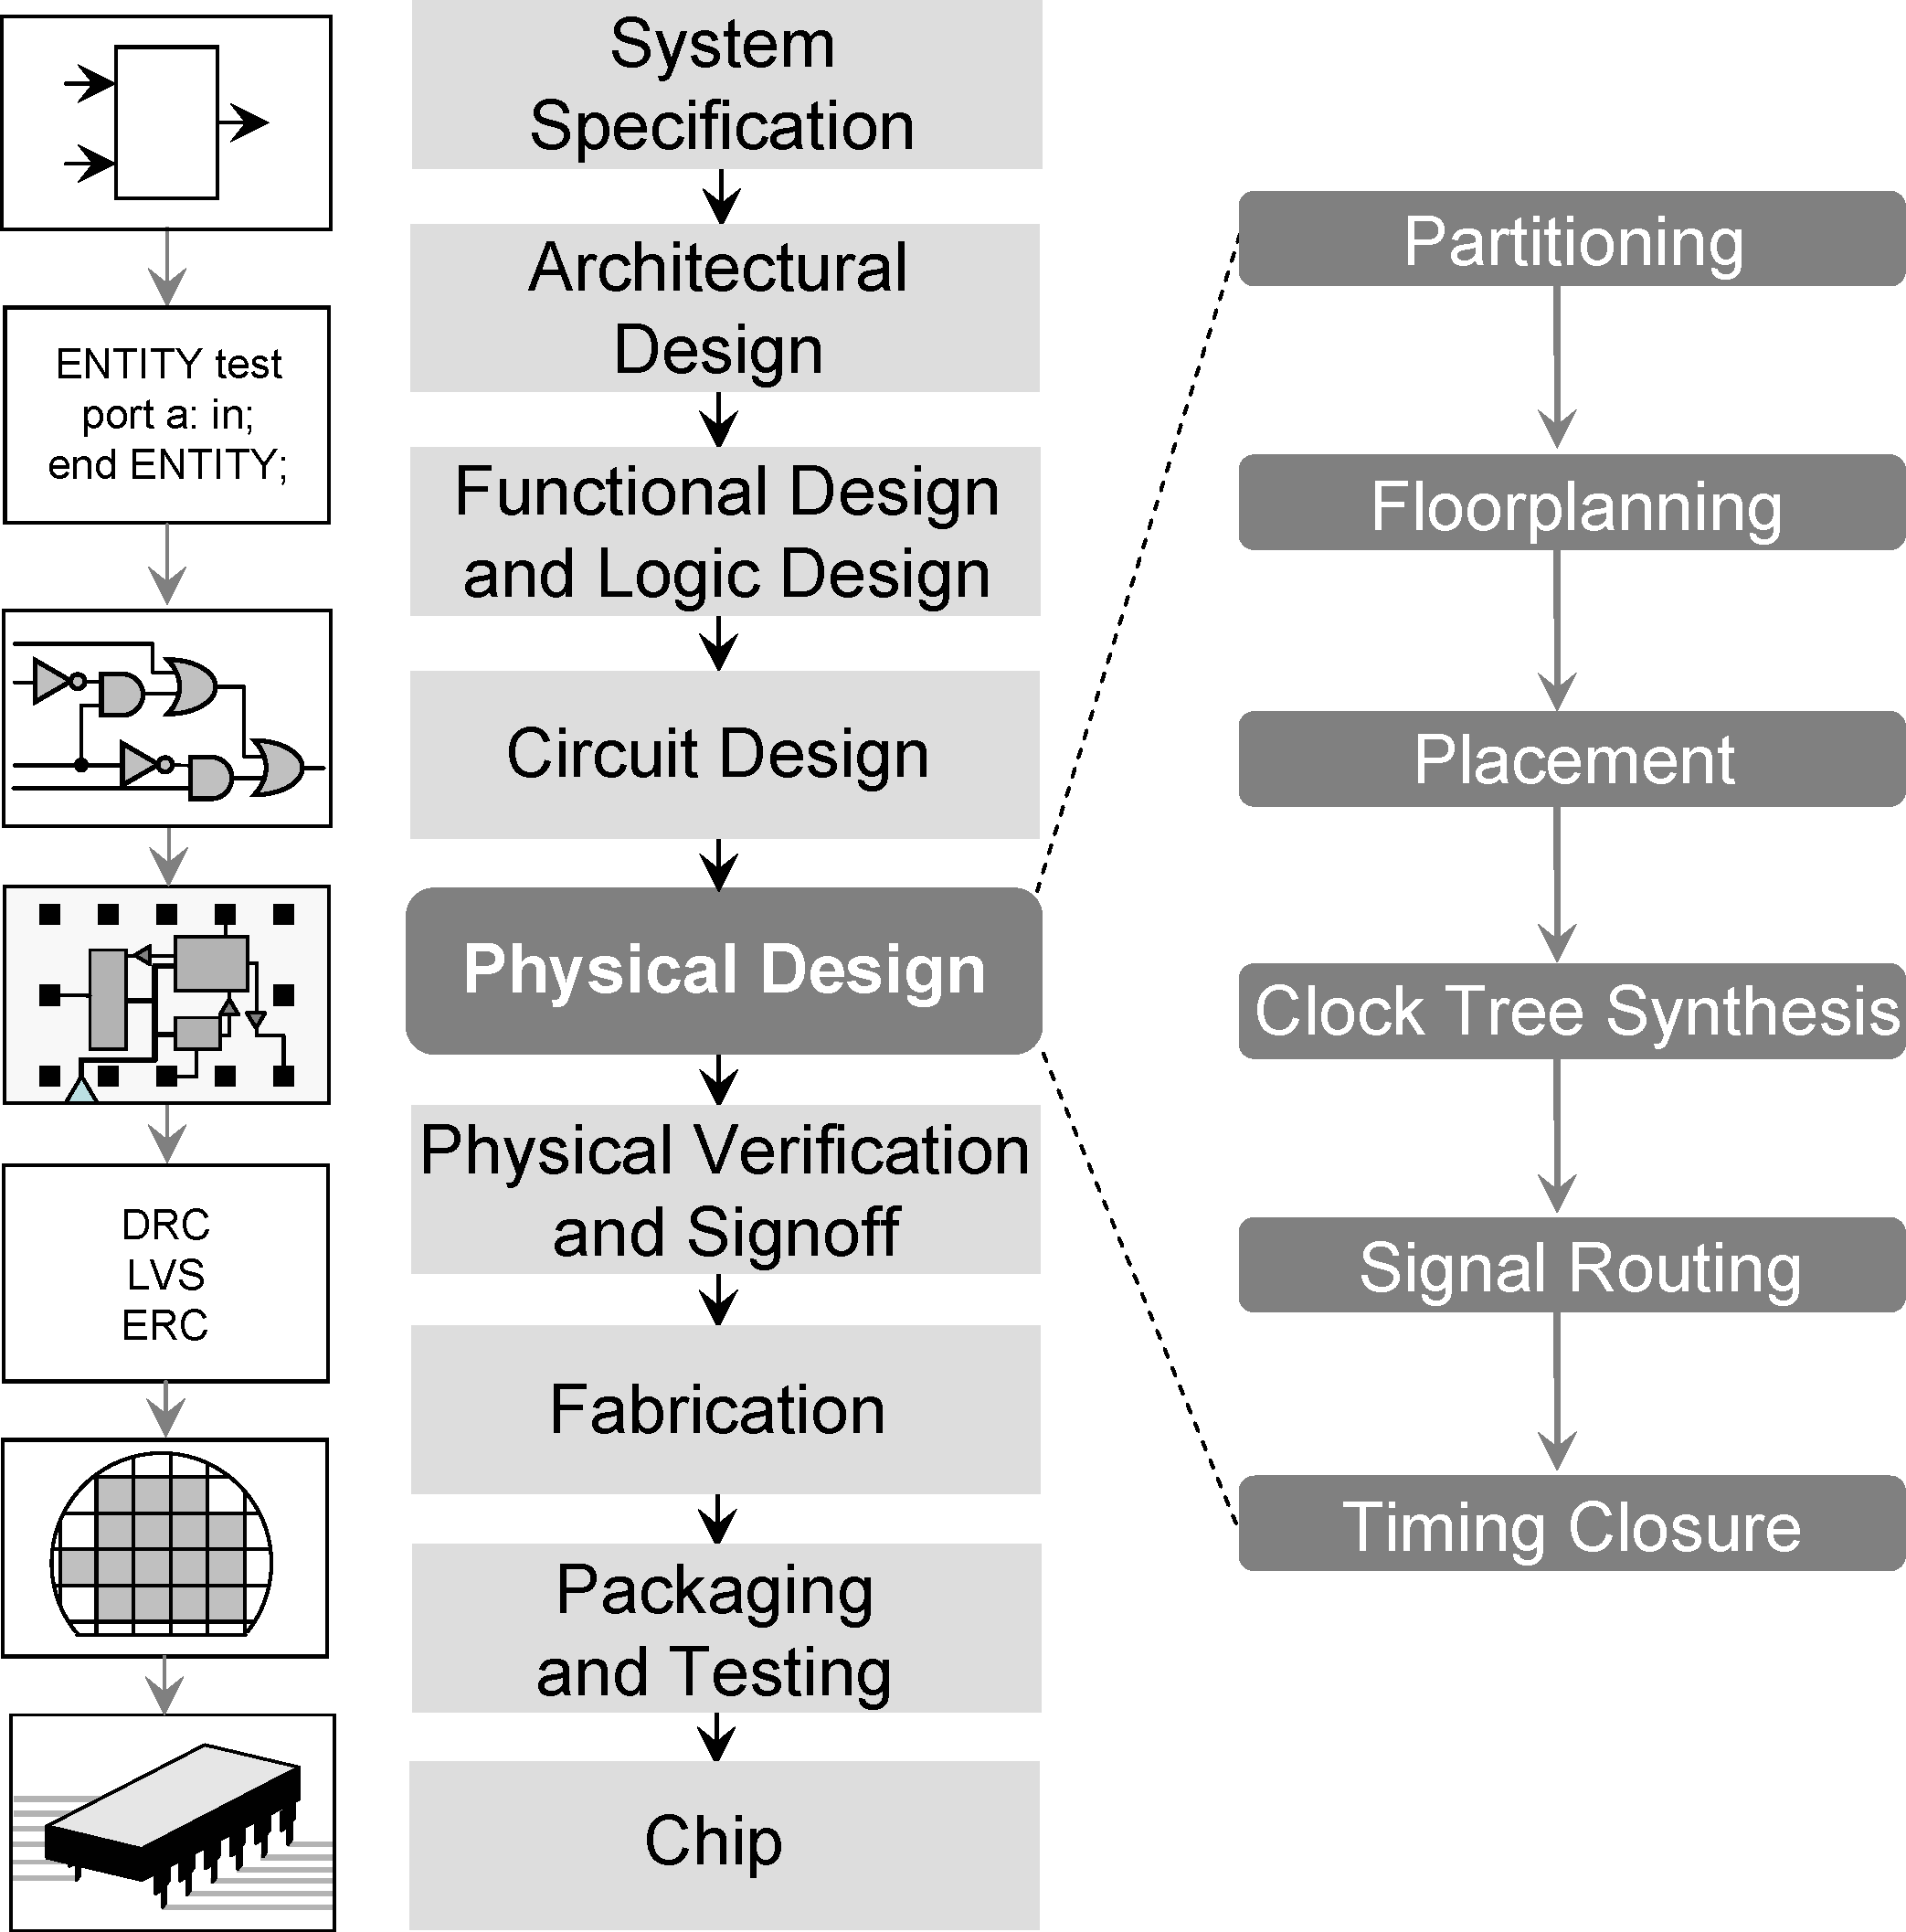 ENTITY test
port a: in;
end ENTITY;
DRC
LVS
ERC
System
Specification
Architectural
Design
Functional Design
and Logic Design
Circuit Design
Physical Design
Physical Verification
and Signoff
Fabrication
Packaging
and Testing
Chip
Partitioning
Floorplanning
Placement
Clock Tree Synthesis
Signal Routing
Timing Closure